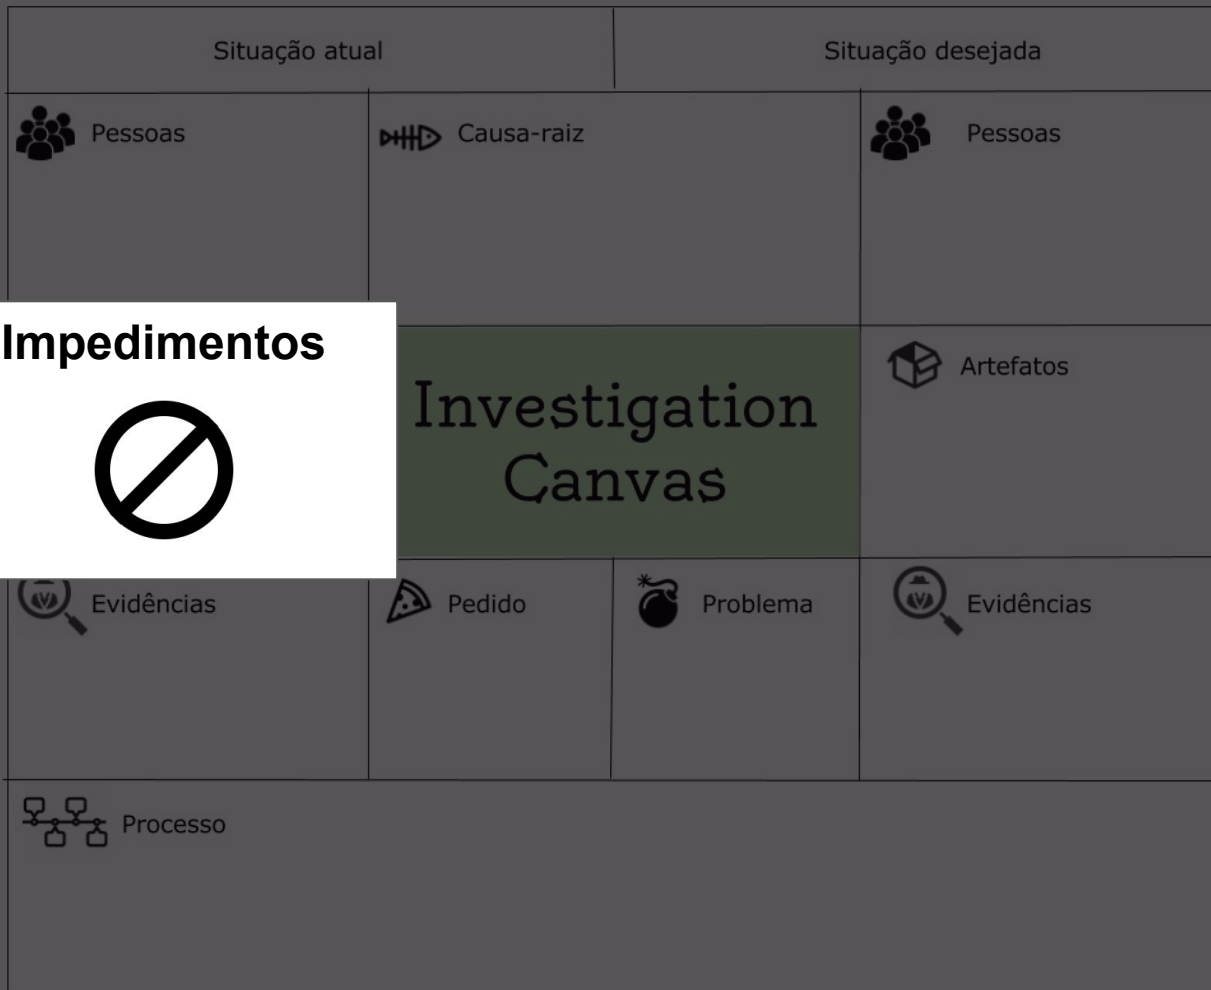 Situação atual
Situação desejada
Pessoas
Causa-raiz
Pessoas
Impedimentos
Investigation
Canvas
Artefatos
Evidências
Pedido
Problema
Evidências
Processo